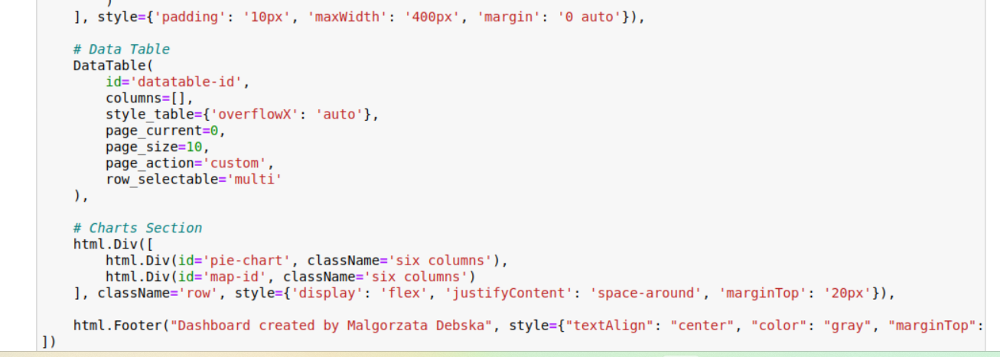 )
], style={'padding': '10px', 'maxWidth': '400px', 'margin': '0 auto'}),
# Data Table
DataTable(
id='datatable-id',
columns=[],
style_table={'overflowX': 'auto'},
page_current=0,
page_size=10,
page_action='custom',
row_selectable='multi'
),
# Charts Section
html.Div([
html.Div(id='pie-chart', className='six columns'),
html.Div(id='map-id', className='six columns')
], className='row', style={'display': 'flex', 'justifyContent': 'space-around', 'marginTop': '20px'}),
html.Footer("Dashboard created by Malgorzata Debska", style={"textAlign": "center", "color": "gray", "marginTop":
])